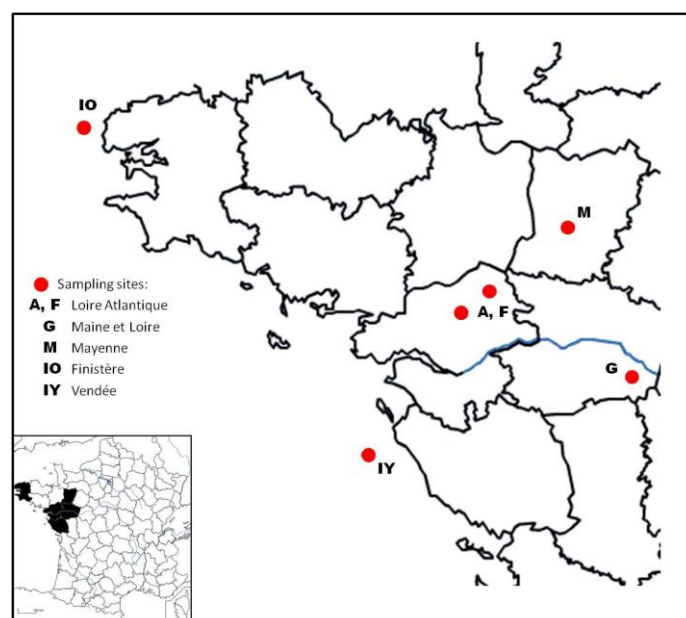 IO
M
Sampling sites:
A, F Loire Atlantique
G Maine et Loire
M Mayenne
IO Finistère
IY Vendée
A, F
G
IY